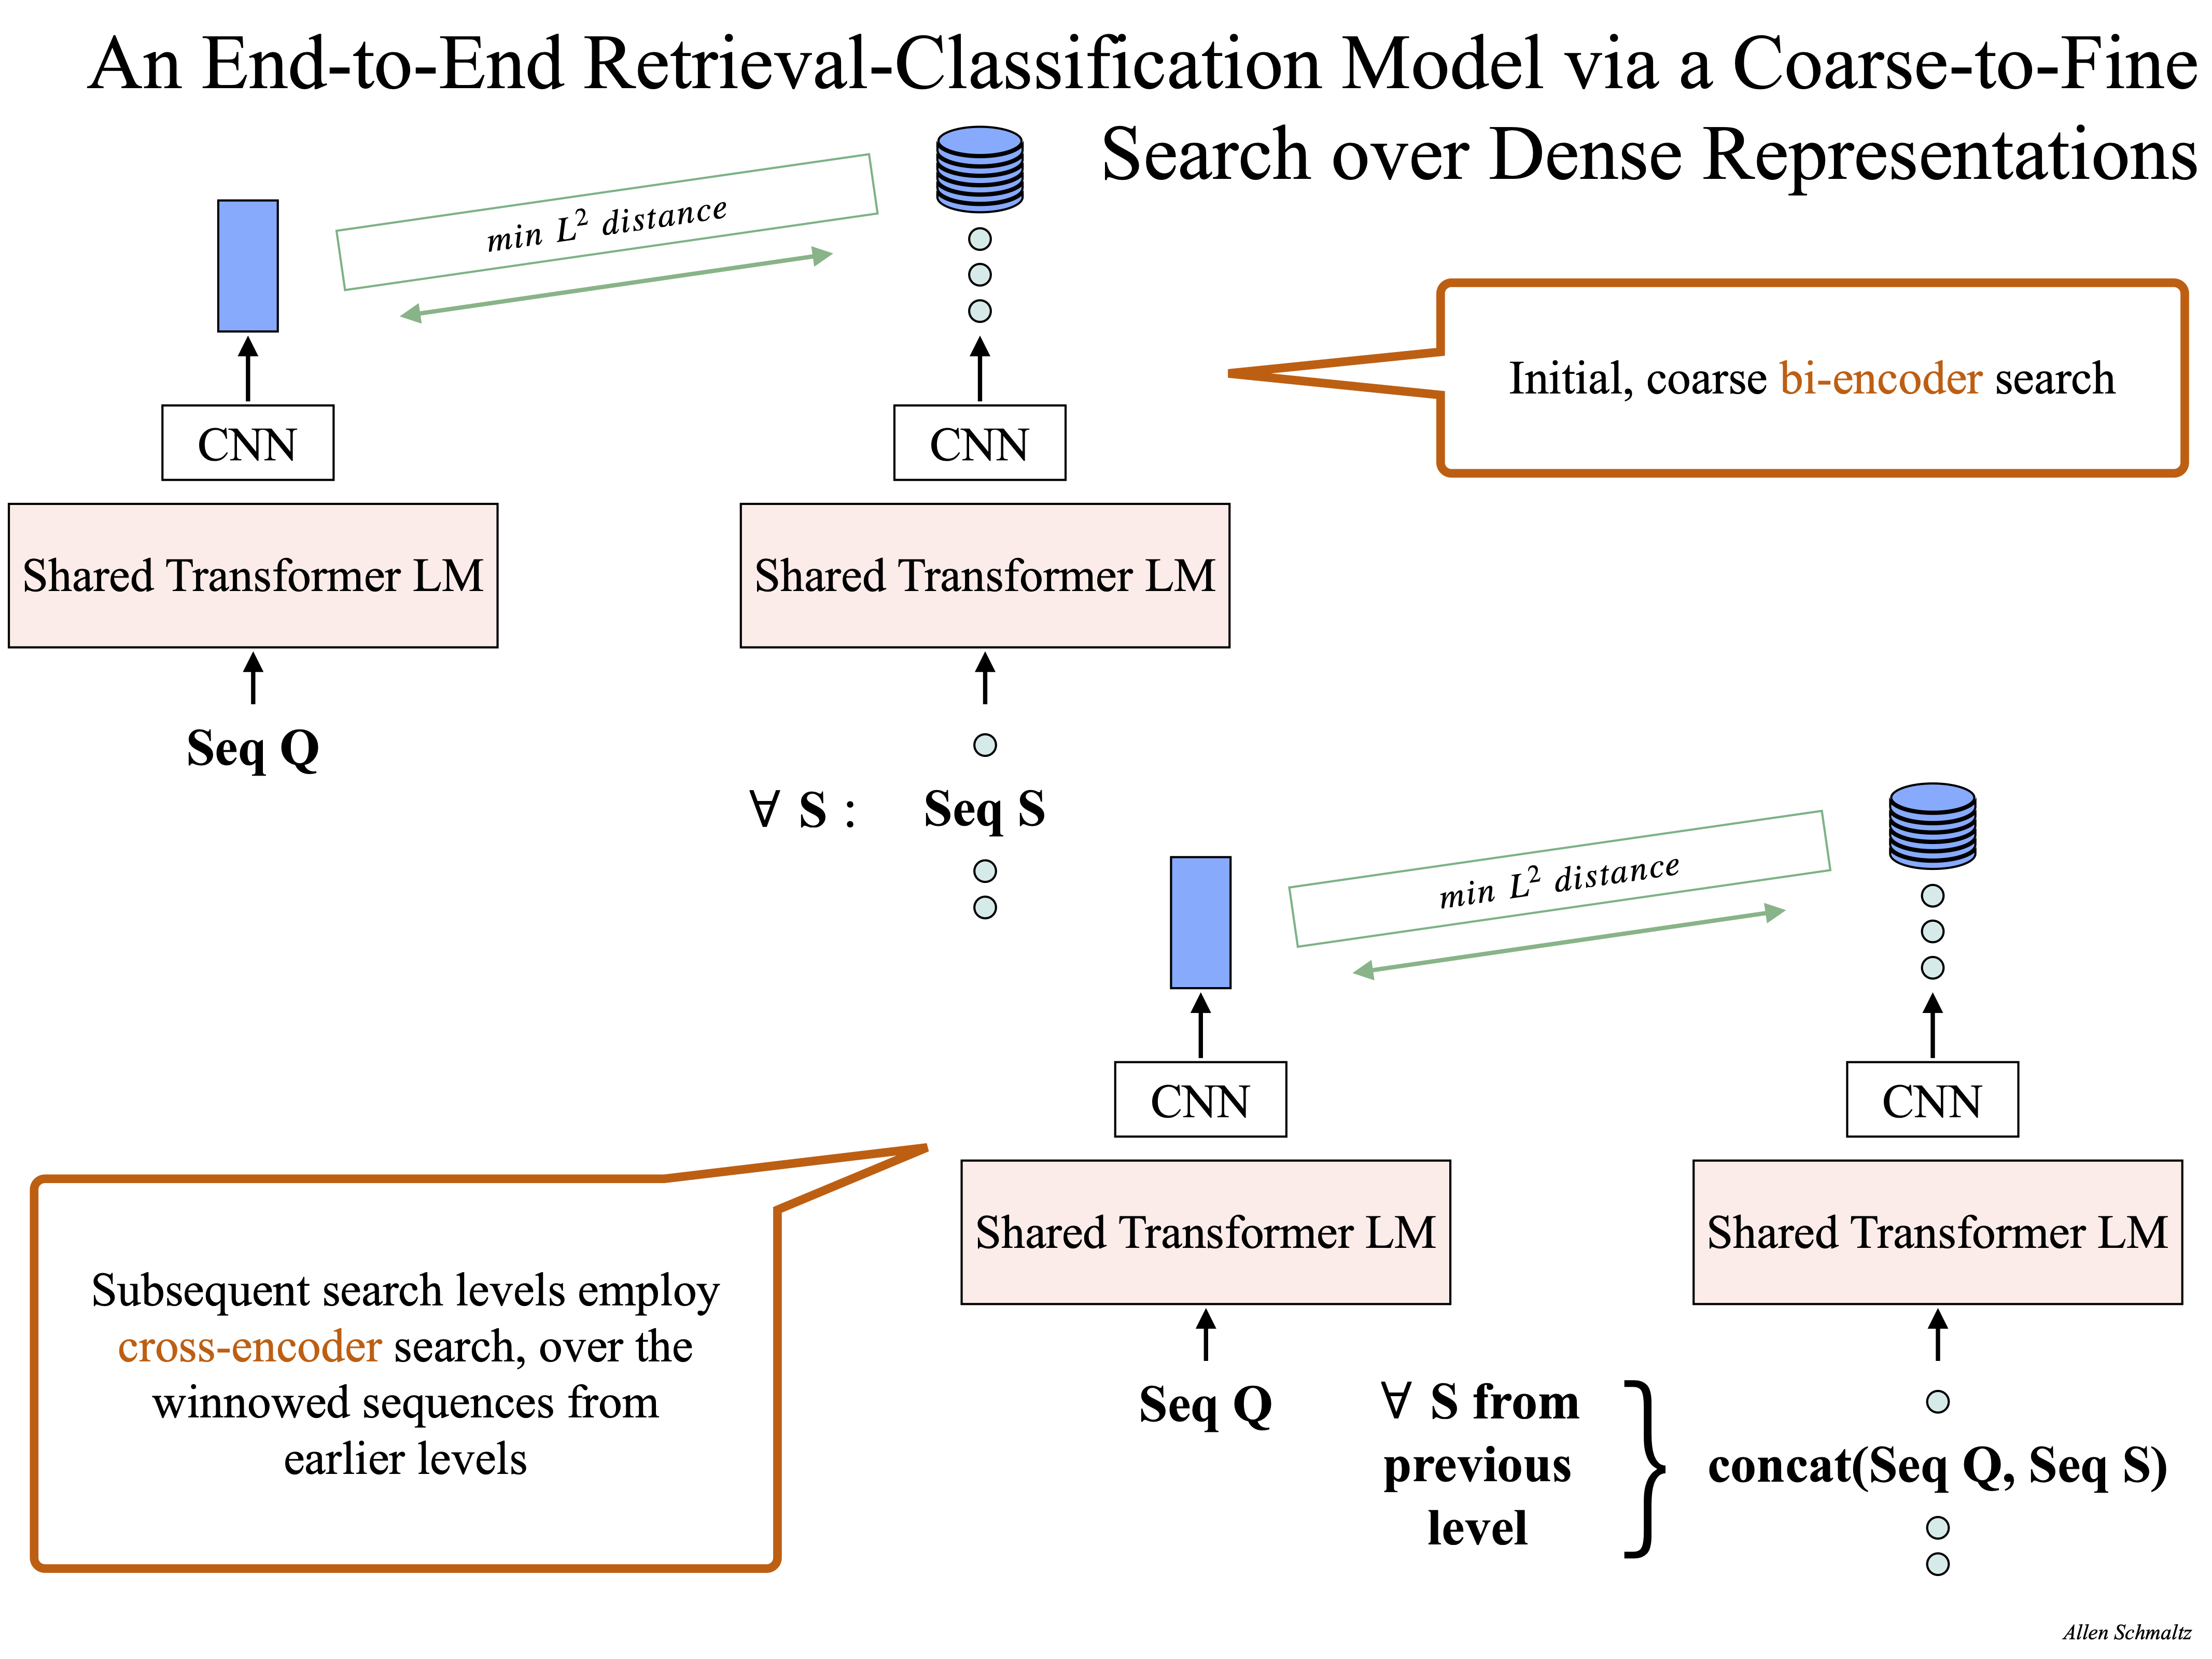 An End-to-End Retrieval-Classification Model via a Coarse-to-Fine
Search over Dense Representations
min L² distance
CNN
CNN
Initial, coarse bi-encoder search
Shared Transformer LM
Shared Transformer LM
Seq Q
∀ S :
Seq S
min L² distance
CNN
CNN
Shared Transformer LM
Shared Transformer LM
Subsequent search levels employ
cross-encoder search, over the
winnowed sequences from
earlier levels
Seq Q
∀ S from
previous
level
}
concat(Seq Q, Seq S)
Allen Schmaltz